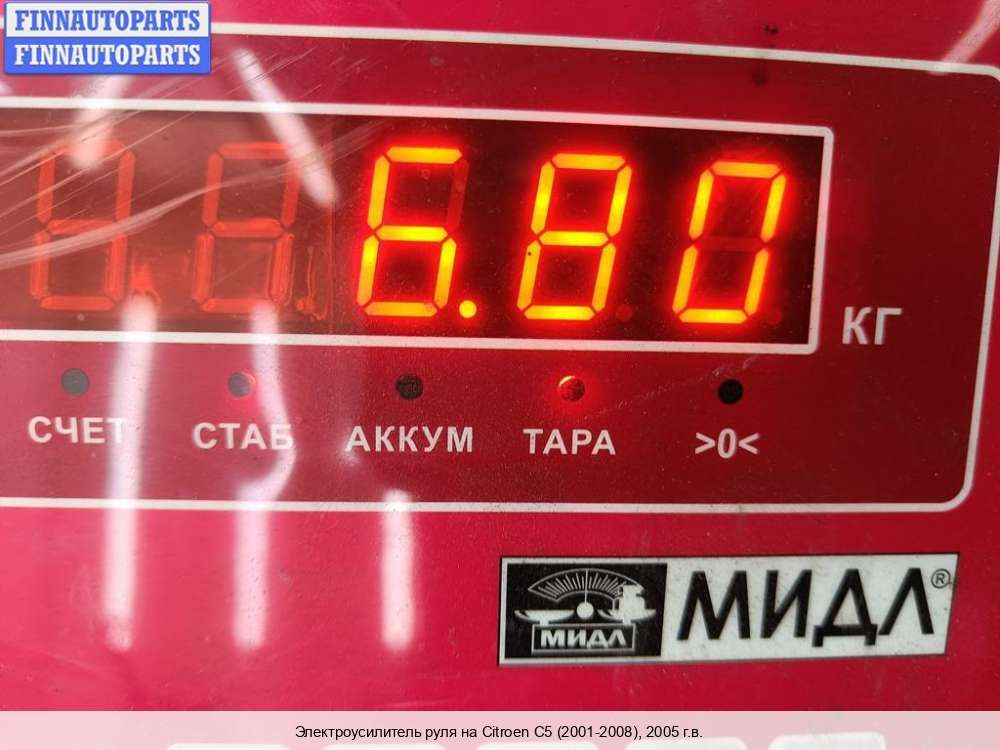 FINNAUTOPARTS
FINNAUTOPARTS
6.80
КГ
СЧЕТ СТАБ АККУМ ТАРА >0<
МИДЛ МИДЛ®
Электроусилитель руля на Citroen C5 (2001-2008), 2005 г.в.